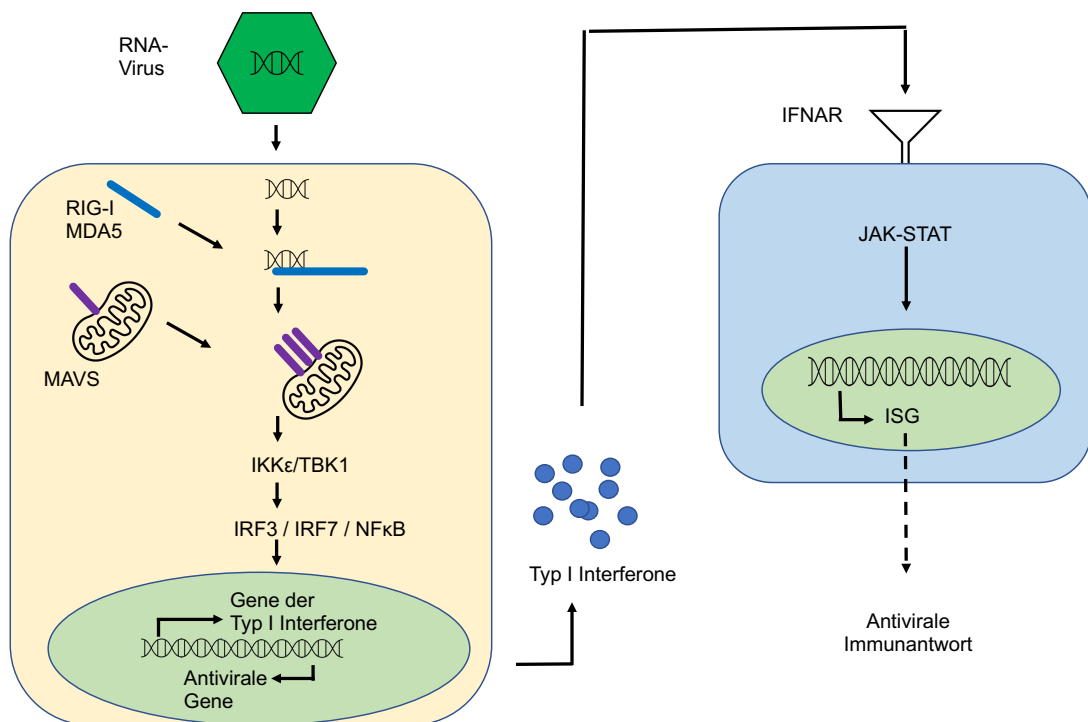 RNA-
Virus
RIG-I
MDA5
MAVS
IKKε/TBK1
IRF3 / IRF7 / NFκB
Gene der
Typ I Interferone
Antivirale
Gene
Typ I Interferone
IFNAR
JAK-STAT
ISG
Antivirale
Immunantwort